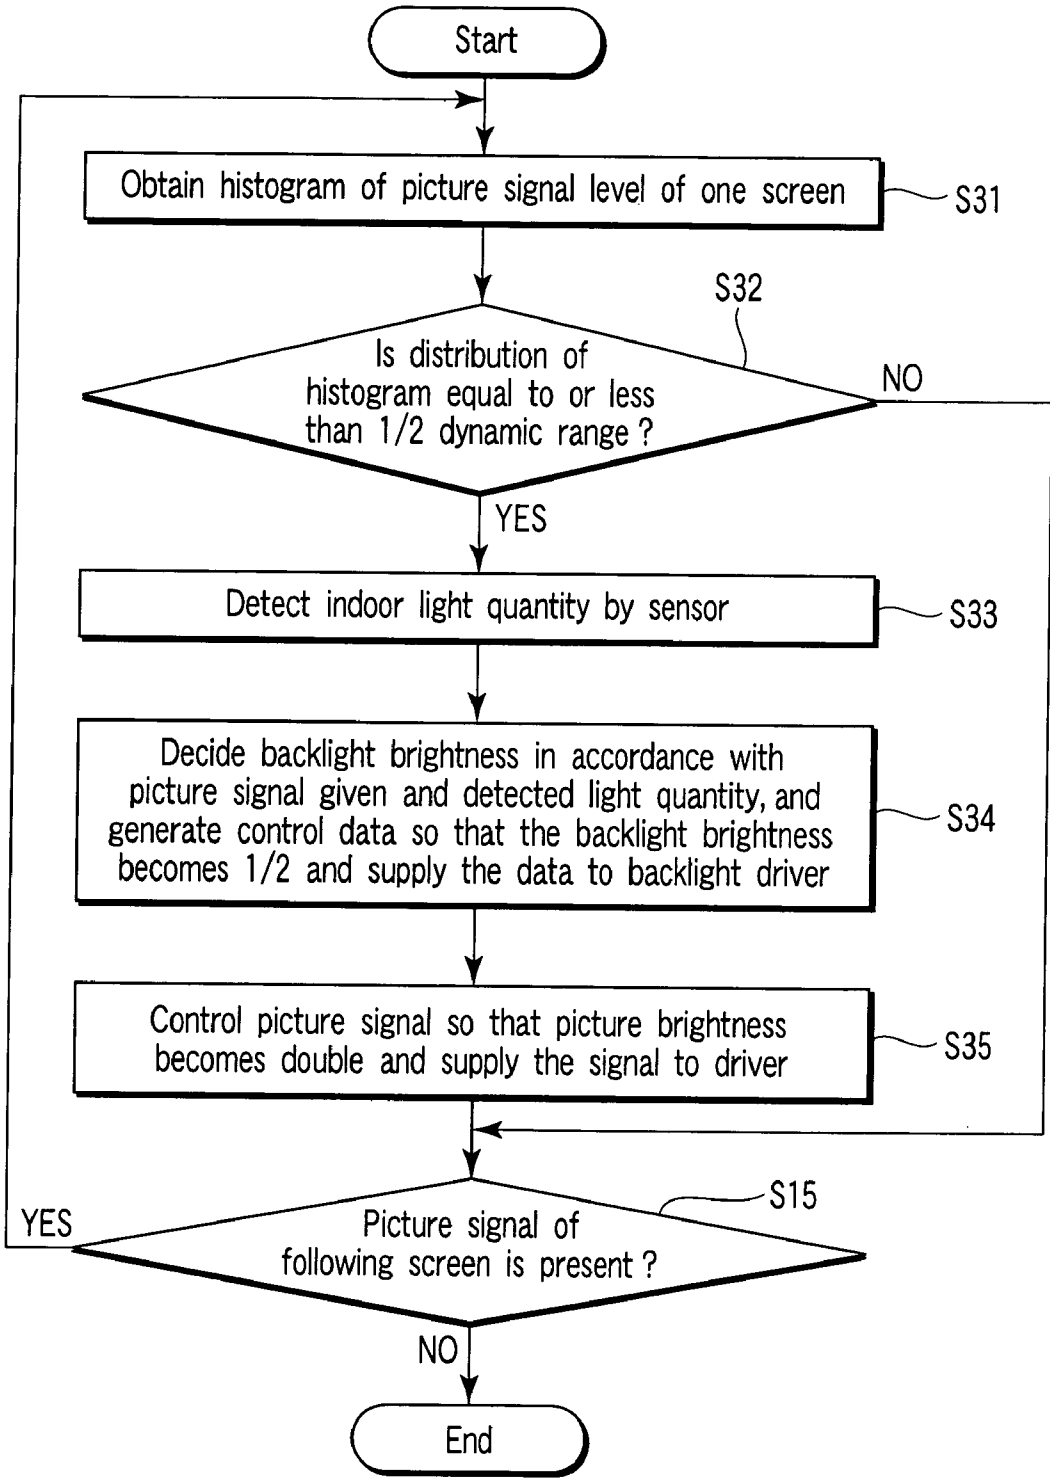 Start
Obtain histogram of picture signal level of one screen
S31
S32
Is distribution of
histogram equal to or less
than 1/2 dynamic range ?
NO
YES
Detect indoor light quantity by sensor
S33
Decide backlight brightness in accordance with
picture signal given and detected light quantity, and
generate control data so that the backlight brightness
becomes 1/2 and supply the data to backlight driver
S34
Control picture signal so that picture brightness
becomes double and supply the signal to driver
S35
S15
YES
Picture signal of
following screen is present ?
NO
End